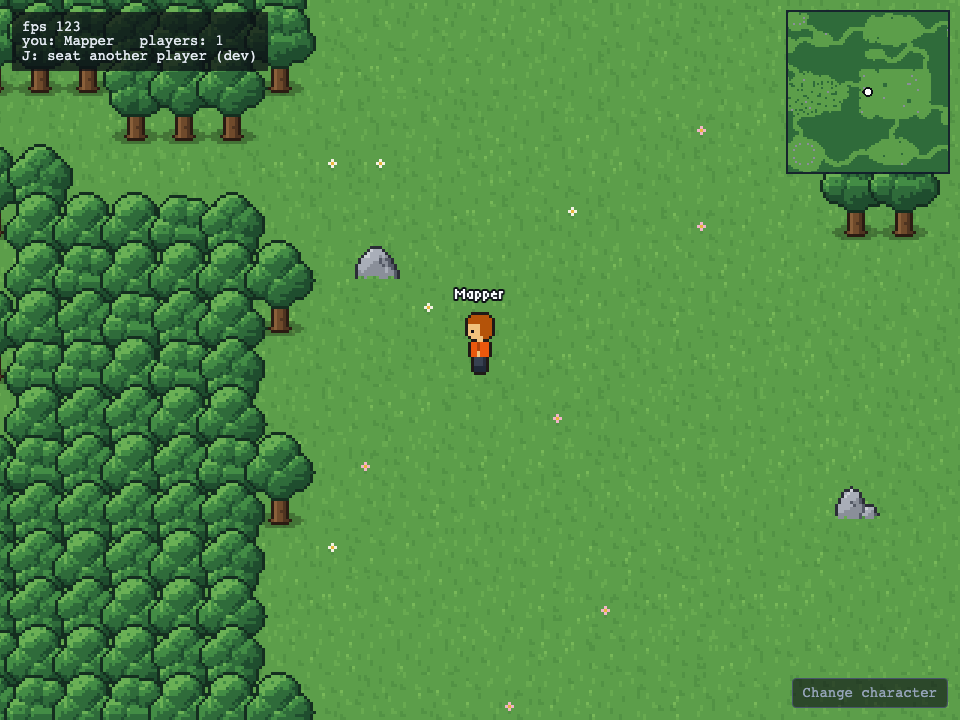 fps 123
you: Mapper   players: 1
J: seat another player (dev)
Mapper
Change character